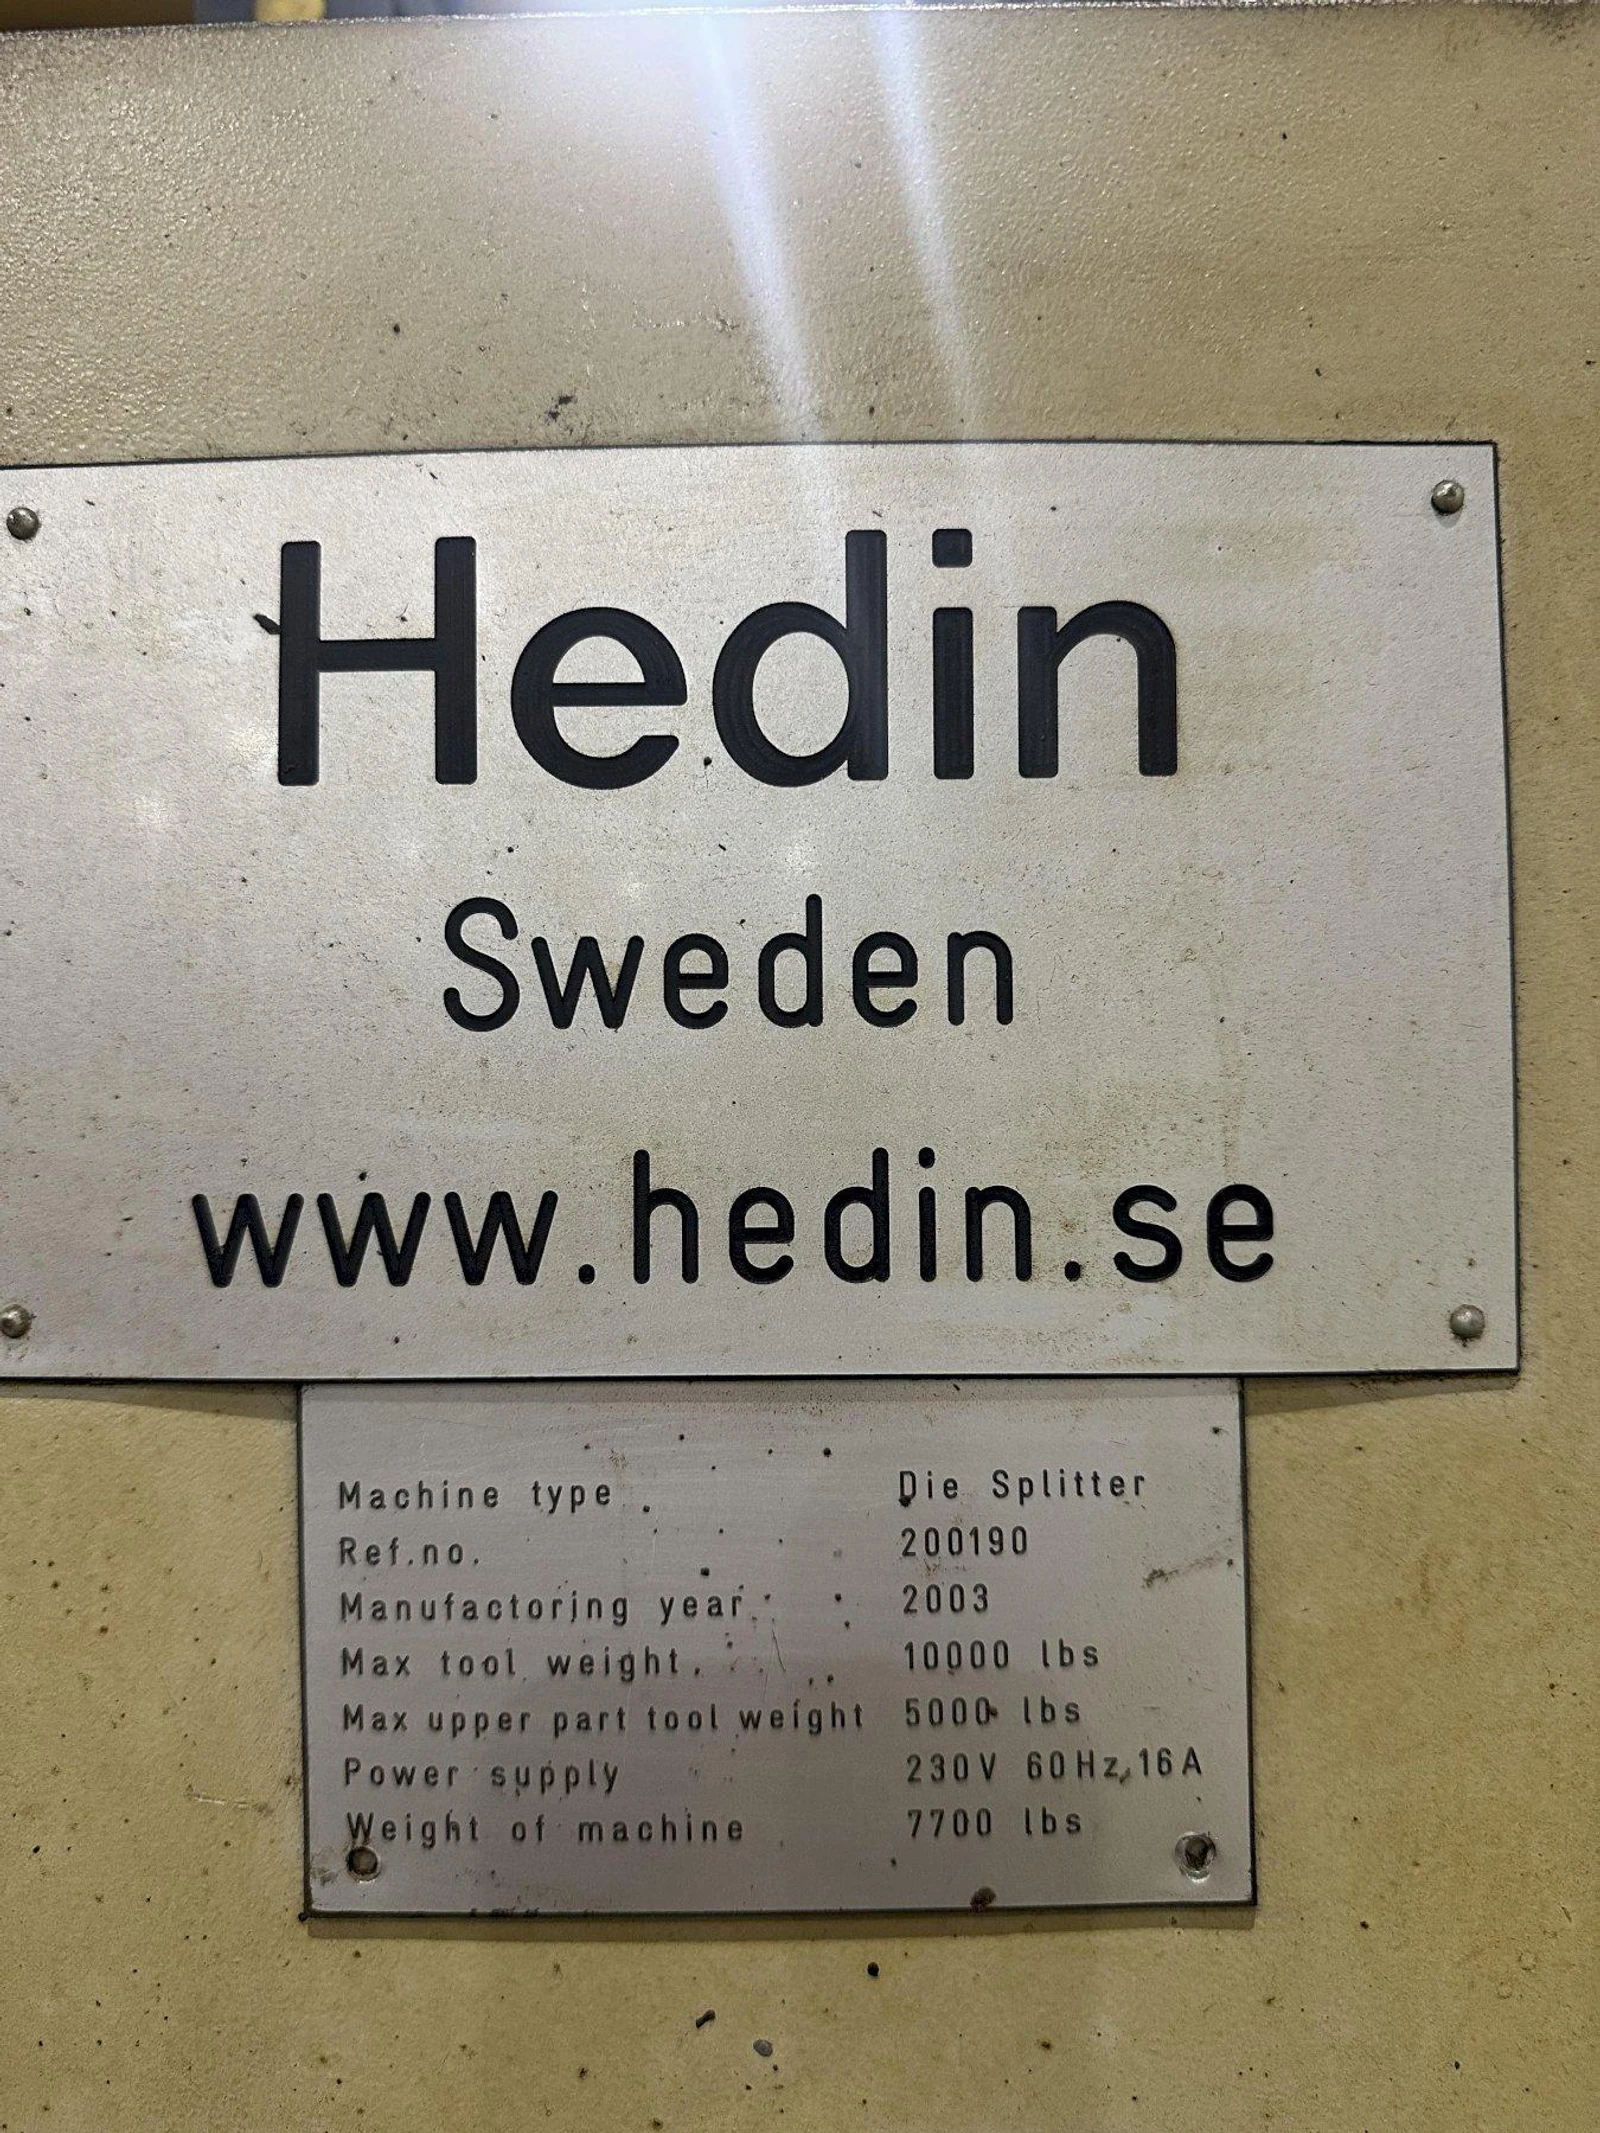 Hedin
Sweden
www.hedin.se
Machine type Die Splitter
Ref.no. 200190
Manufactoring year 2003
Max tool weight 10000 lbs
Max upper part tool weight 5000 lbs
Power supply 230V 60Hz,16A
Weight of machine 7700 lbs